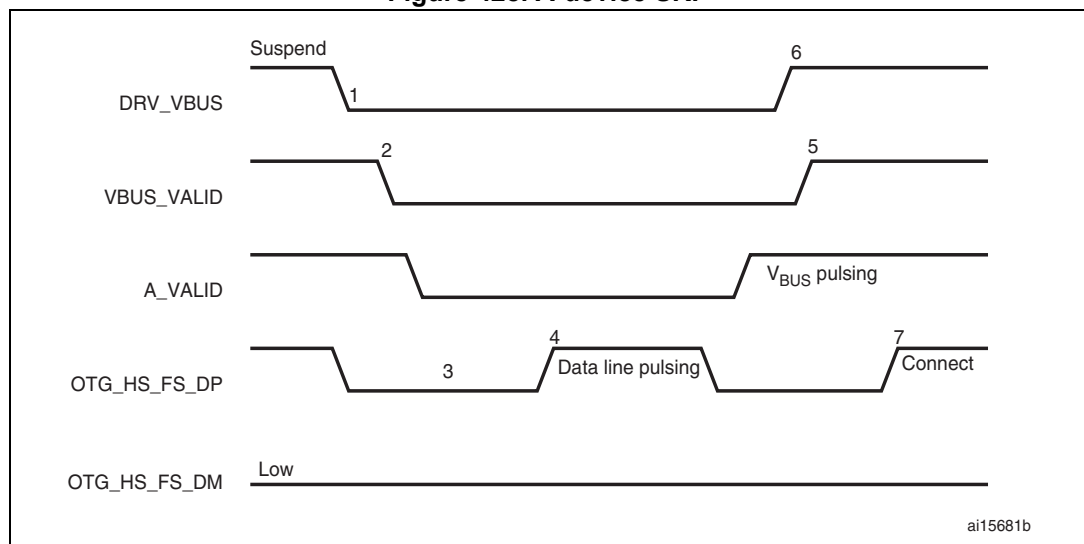 Suspend
6
DRV_VBUS
1
2
5
VBUS_VALID
A_VALID
VBUS pulsing
4
7
OTG_HS_FS_DP
3
Data line pulsing
Connect
OTG_HS_FS_DM
Low
ai15681b